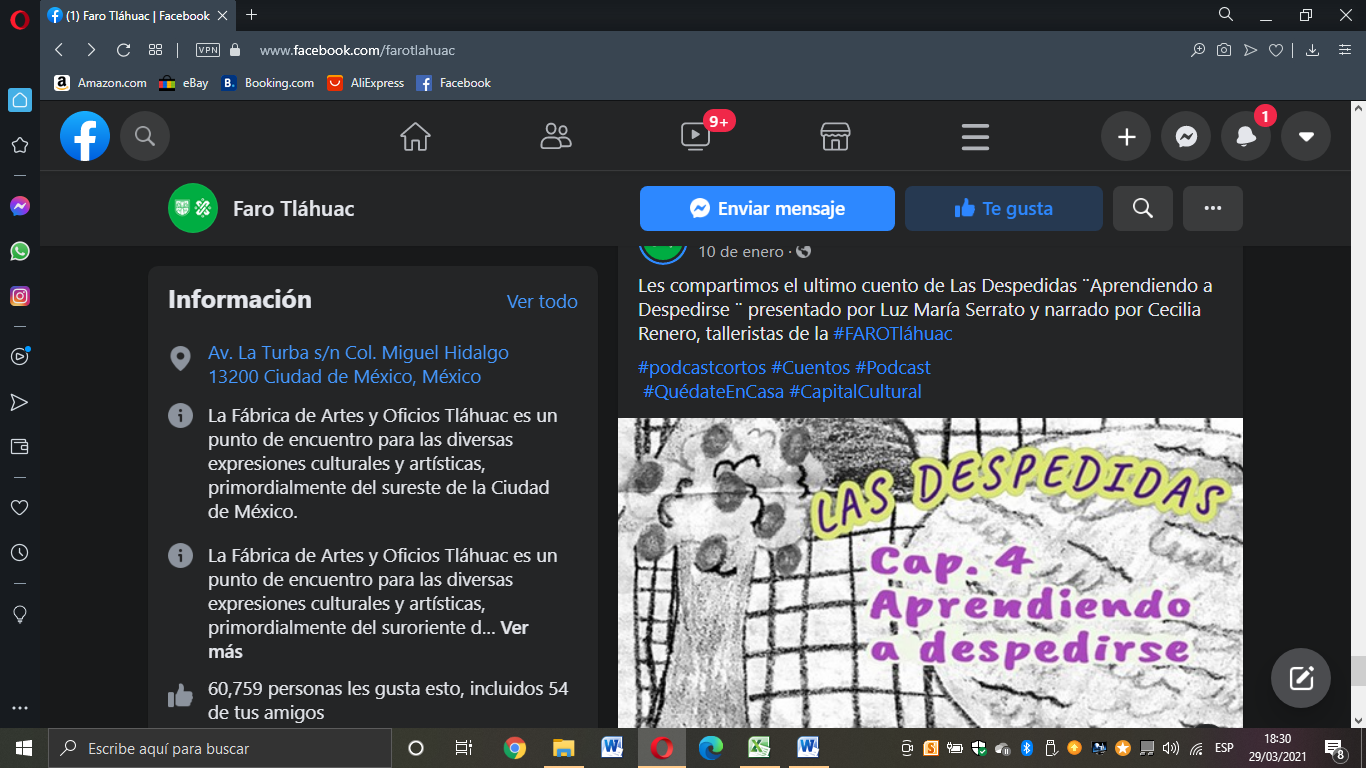 (1) Faro Tláhuac | Facebook
VPN
www.facebook.com/farotlahuac
Amazon.com
eBay
Booking.com
AliExpress
Facebook
9+
1
Faro Tláhuac
Enviar mensaje
Te gusta
Información
Ver todo
Av. La Turba s/n Col. Miguel Hidalgo
13200 Ciudad de México, México
La Fábrica de Artes y Oficios Tláhuac es un
punto de encuentro para las diversas
expresiones culturales y artísticas,
primordialmente del sureste de la Ciudad
de México.
La Fábrica de Artes y Oficios Tláhuac es un
punto de encuentro para las diversas
expresiones culturales y artísticas,
primordialmente del suroriente d... Ver
más
60,759 personas les gusta esto, incluidos 54
de tus amigos
10 de enero ·
Les compartimos el ultimo cuento de Las Despedidas ¨Aprendiendo a
Despedirse ¨ presentado por Luz María Serrato y narrado por Cecilia
Renero, talleristas de la #FAROTláhuac
#podcastcortos #Cuentos #Podcast
#QuédateEnCasa #CapitalCultural
LAS DESPEDIDAS
Cap. 4
Aprendiendo
a despedirse
Escribe aquí para buscar
ESP
18:30
29/03/2021
8